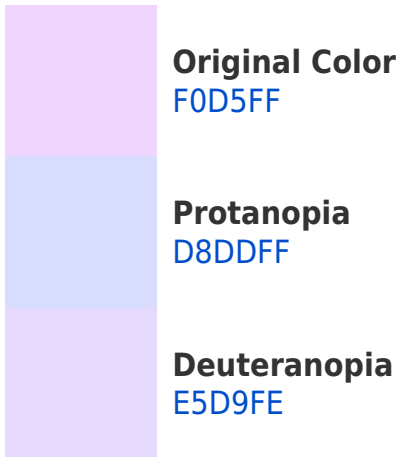 Original Color
F0D5FF
Protanopia
D8DDFF
Deuteranopia
E5D9FE